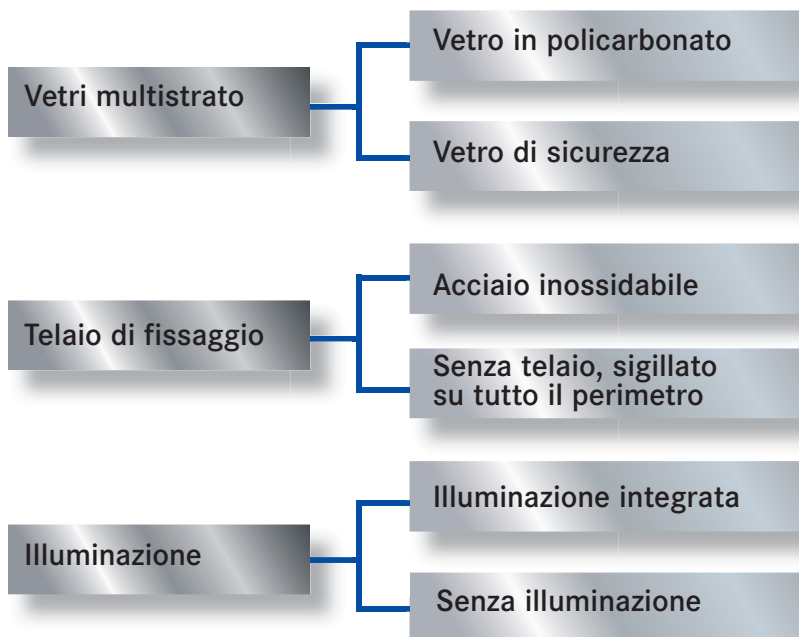 Vetri multistrato
Vetro in policarbonato
Vetro di sicurezza
Telaio di fissaggio
Acciaio inossidabile
Senza telaio, sigillato
su tutto il perimetro
Illuminazione
Illuminazione integrata
Senza illuminazione